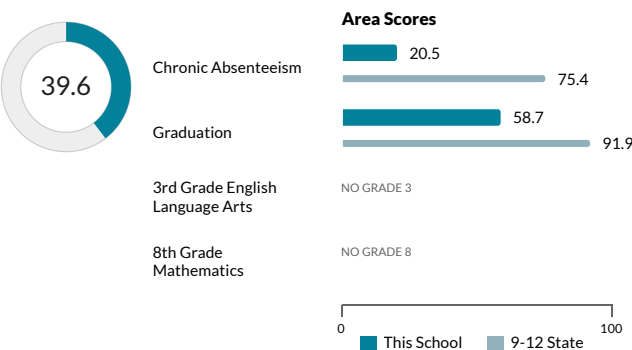 Area Scores
39.6
Chronic Absenteeism
20.5
75.4
Graduation
58.7
91.9
3rd Grade English
Language Arts
NO GRADE 3
8th Grade
Mathematics
NO GRADE 8
0
100
This School
9-12 State